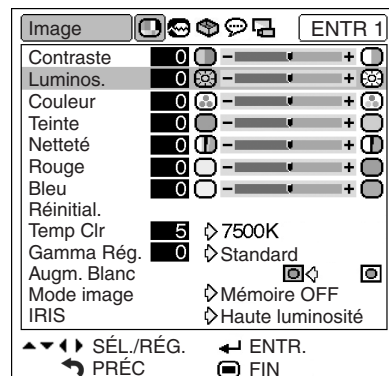 Image ENTR 1
Contraste 0 - +
Luminos. 0 - +
Couleur 0 - +
Teinte 0 - +
Netteté 0 - +
Rouge 0 - +
Bleu 0 - +
Réinitial.
Temp Clr 5 7500K
Gamma Rég. 0 Standard
Augm. Blanc
Mode image Mémoire OFF
IRIS Haute luminosité
SÉL./RÉG. ENTR.
PRÉC FIN